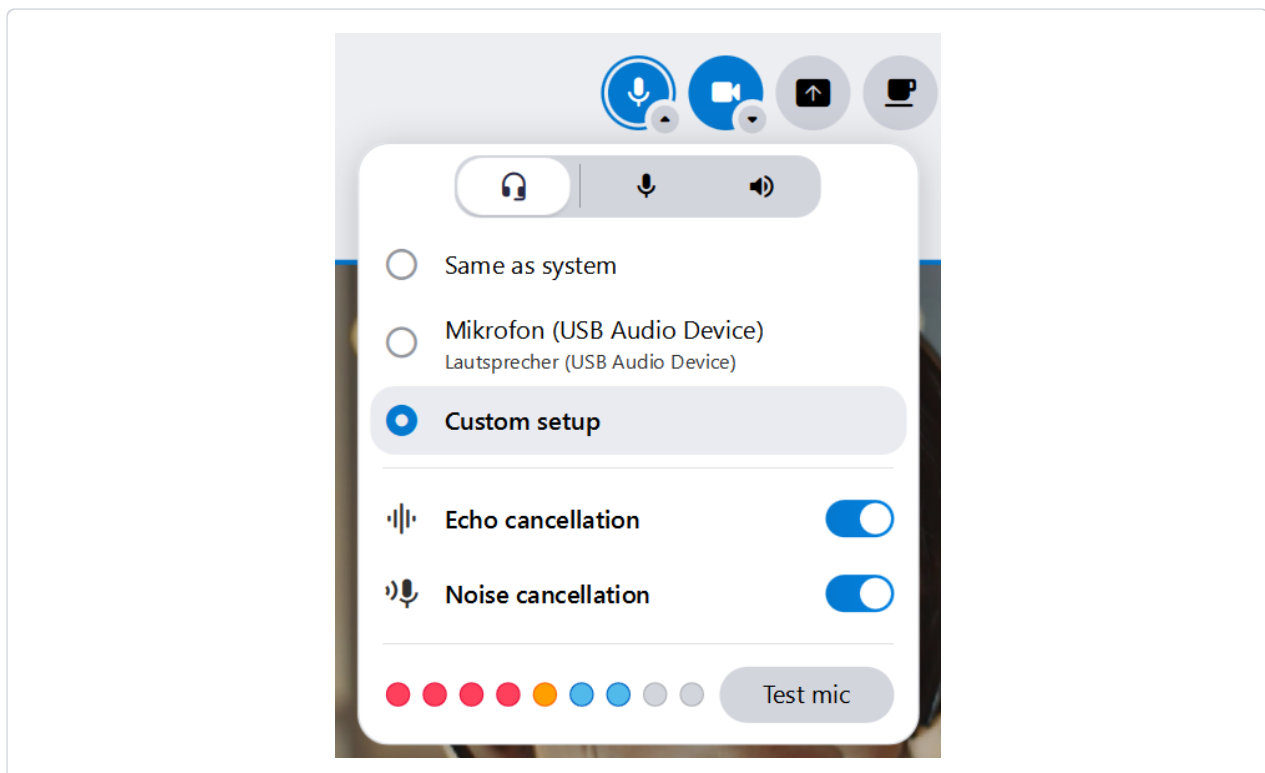 Same as system
Mikrofon (USB Audio Device)
Lautsprecher (USB Audio Device)
Custom setup
Echo cancellation
Noise cancellation
Test mic